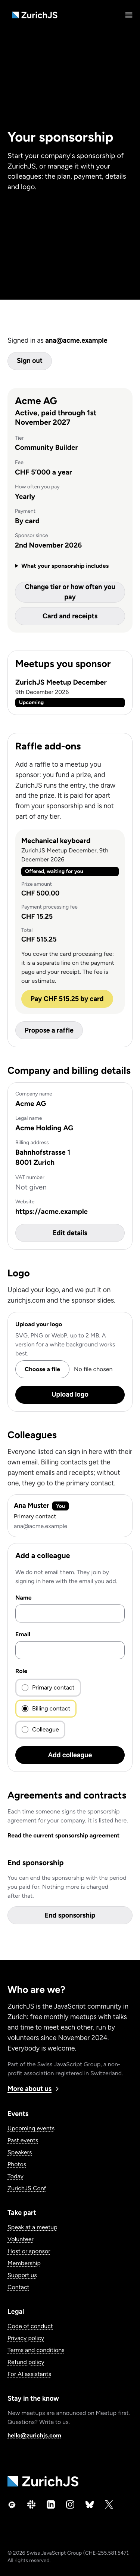 ZurichJS
Your sponsorship
Start your company's sponsorship of
ZurichJS, or manage it with your
colleagues: the plan, payment, details
and logo.
Signed in as ana@acme.example
Sign out
Acme AG
Active, paid through 1st
November 2027
Tier
Community Builder
Fee
CHF 5'000 a year
How often you pay
Yearly
Payment
By card
Sponsor since
2nd November 2026
What your sponsorship includes
Change tier or how often you
pay
Card and receipts
Meetups you sponsor
ZurichJS Meetup December
9th December 2026
Upcoming
Raffle add-ons
Add a raffle to a meetup you
sponsor: you fund a prize, and
ZurichJS runs the entry, the draw
and the prize. It is paid apart
from your sponsorship and is not
part of any tier.
Mechanical keyboard
ZurichJS Meetup December, 9th
December 2026
Offered, waiting for you
Prize amount
CHF 500.00
Payment processing fee
CHF 15.25
Total
CHF 515.25
You cover the card processing fee:
it is a separate line on the payment
page and your receipt. The fee is
our estimate.
Pay CHF 515.25 by card
Propose a raffle
Company and billing details
Company name
Acme AG
Legal name
Acme Holding AG
Billing address
Bahnhofstrasse 1
8001 Zurich
VAT number
Not given
Website
https://acme.example
Edit details
Logo
Upload your logo, and we put it on
zurichjs.com and the sponsor slides.
Upload your logo
SVG, PNG or WebP, up to 2 MB. A
version for a white background works
best.
Choose a file
No file chosen
Upload logo
Colleagues
Everyone listed can sign in here with their
own email. Billing contacts get the
payment emails and receipts; without
one, they go to the primary contact.
Ana Muster You
Primary contact
ana@acme.example
Add a colleague
We do not email them. They join by
signing in here with the email you add.
Name
Email
Role
Primary contact
Billing contact
Colleague
Add colleague
Agreements and contracts
Each time someone signs the sponsorship
agreement for your company, it is listed here.
Read the current sponsorship agreement
End sponsorship
You can end the sponsorship with the period
you paid for. Nothing more is charged
after that.
End sponsorship
Who are we?
ZurichJS is the JavaScript community in
Zurich: free monthly meetups with talks
and time to meet each other, run by
volunteers since November 2024.
Everybody is welcome.
Part of the Swiss JavaScript Group, a non-
profit association registered in Switzerland.
More about us
Events
Upcoming events
Past events
Speakers
Photos
Today
ZurichJS Conf
Take part
Speak at a meetup
Volunteer
Host or sponsor
Membership
Support us
Contact
Legal
Code of conduct
Privacy policy
Terms and conditions
Refund policy
For AI assistants
Stay in the know
New meetups are announced on Meetup first.
Questions? Write to us.
hello@zurichjs.com
ZurichJS
© 2026 Swiss JavaScript Group (CHE-255.581.547).
All rights reserved.